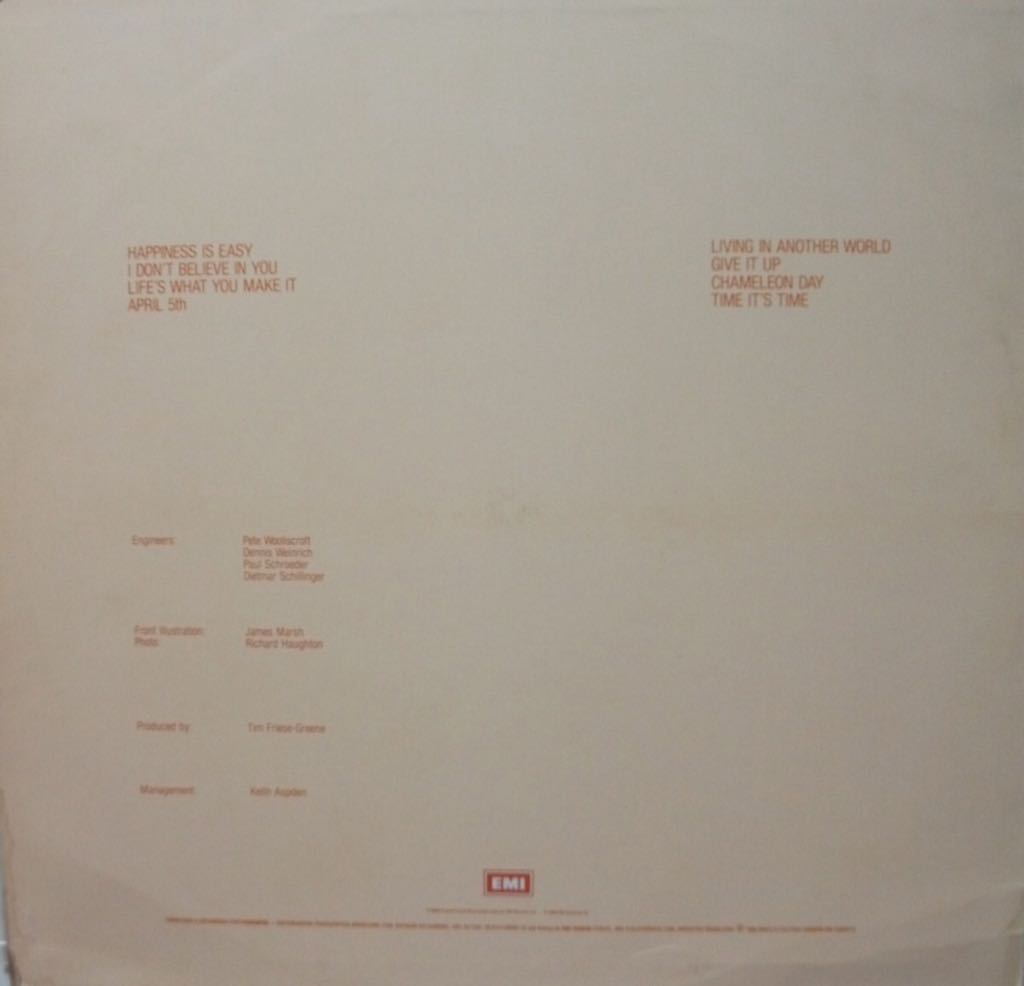 HAPPINESS IS EASY
I DON'T BELIEVE IN YOU
LIFE'S WHAT YOU MAKE IT
APRIL 5th
LIVING IN ANOTHER WORLD
GIVE IT UP
CHAMELEON DAY
TIME IT'S TIME
Engineers: Pete Wooliscroft
Dennis Weinrich
Paul Schroeder
Dietmar Schillinger
Front Illustration: James Marsh
Photo: Richard Haughton
Produced by: Tim Friese-Greene
Management: Keith Aspden
EMI